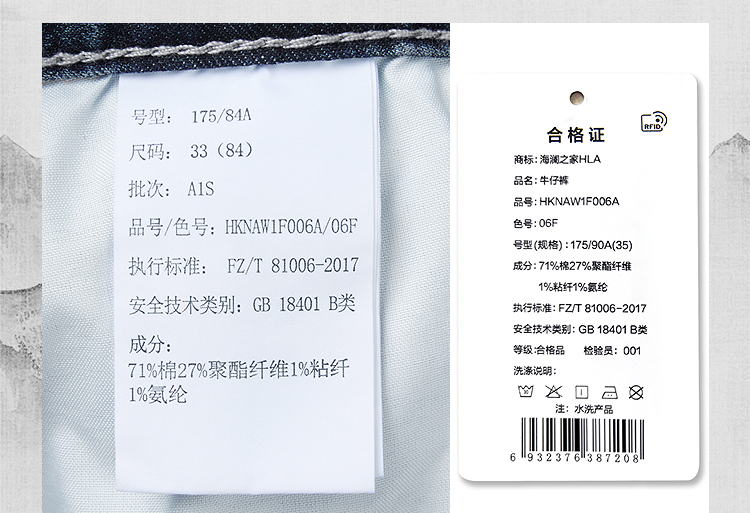 号型： 175/84A
尺码： 33（84）
批次： A1S
品号/色号：HKNAW1F006A/06F
执行标准： FZ/T 81006-2017
安全技术类别：GB 18401 B类
成分：
71%棉27%聚酯纤维1%粘纤
1%氨纶
RFID
合格证
商标：海澜之家HLA
品名：牛仔裤
品号：HKNAW1F006A
色号：06F
号型(规格)：175/90A(35)
成分：71%棉27%聚酯纤维
1%粘纤1%氨纶
执行标准：FZ/T 81006-2017
安全技术类别：GB 18401 B类
等级:合格品 检验员：001
洗涤说明：
注：水洗产品
6 932376 387208